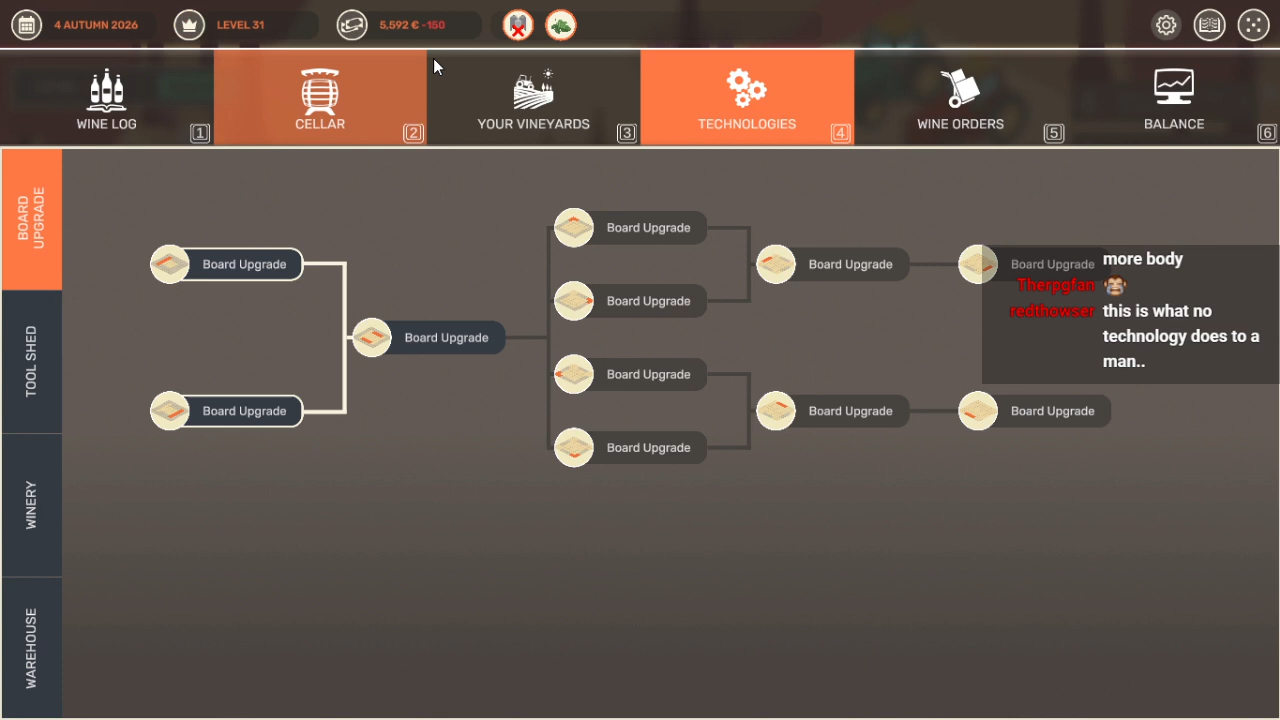 4 AUTUMN 2026
LEVEL 31
5,592 € -150
WINE LOG
1
CELLAR
2
YOUR VINEYARDS
3
TECHNOLOGIES
4
WINE ORDERS
5
BALANCE
6
BOARD
UPGRADE
TOOL SHED
WINERY
WAREHOUSE
Board Upgrade
Board Upgrade
Board Upgrade
Board Upgrade
Board Upgrade
Board Upgrade
Board Upgrade
Board Upgrade
Board Upgrade
Board Upgrade
Board Upgrade
more body
Therpgfan
redthowser this is what no
technology does to a
man..